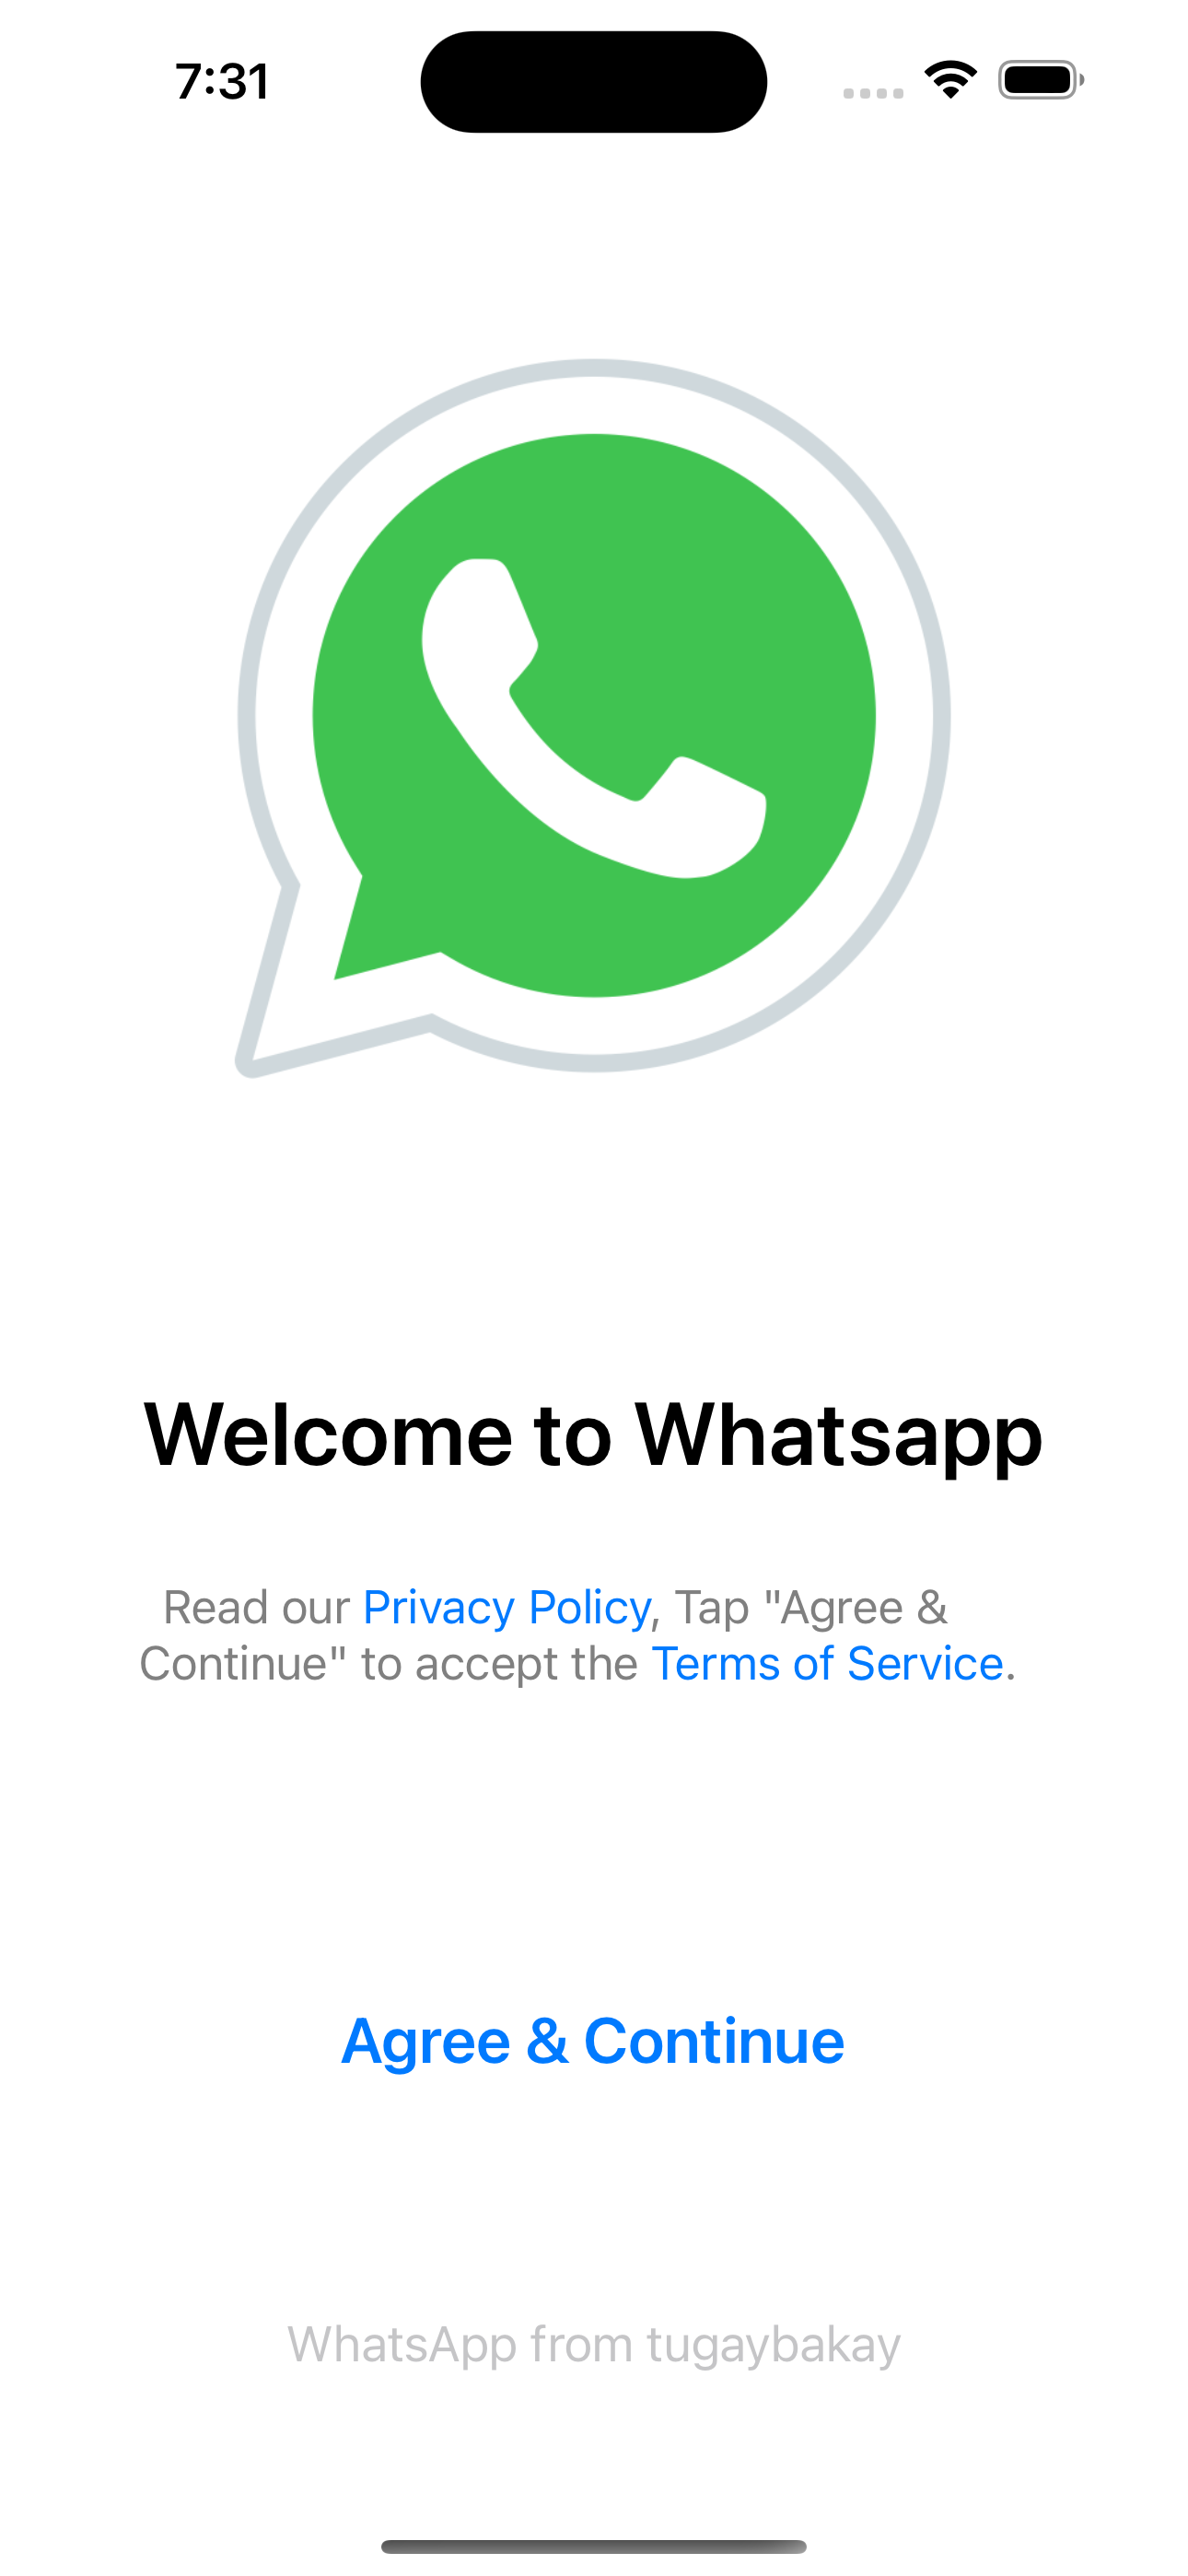 7:31
Welcome to Whatsapp
Read our Privacy Policy, Tap "Agree &
Continue" to accept the Terms of Service.
Agree & Continue
WhatsApp from tugaybakay